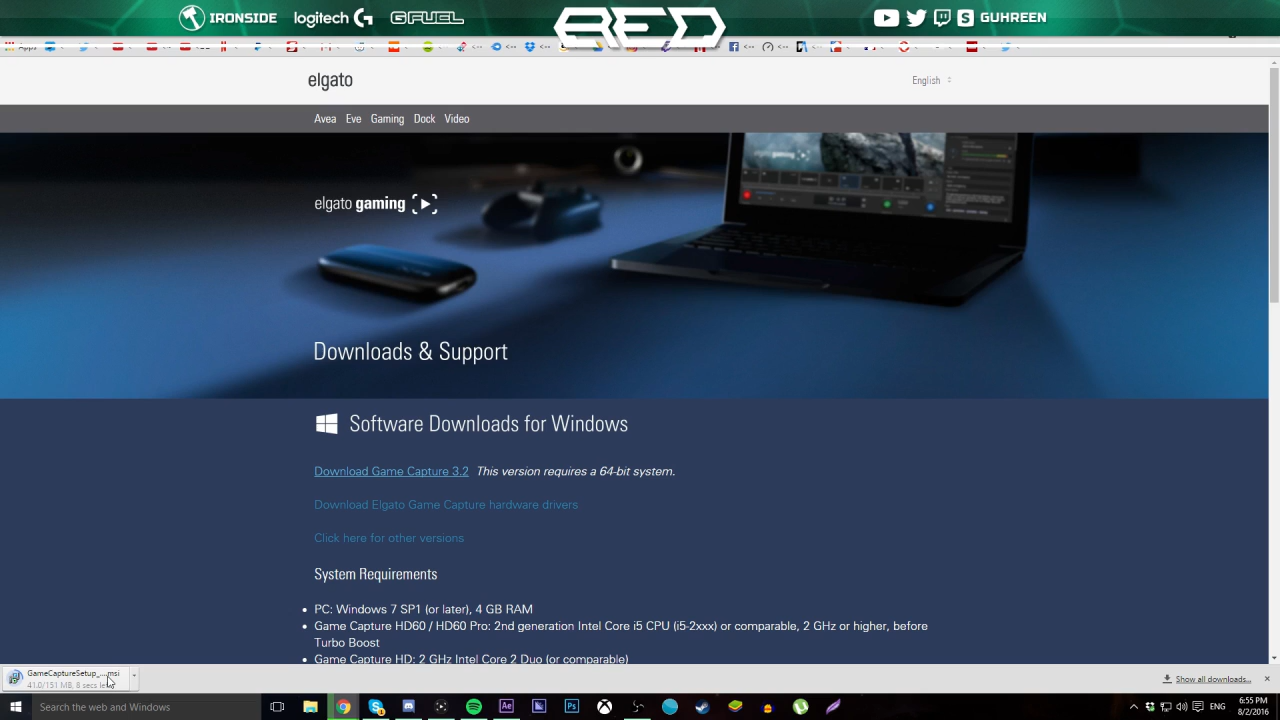 IRONSIDE
logitech G
G FUEL
RED
S GUHREEN
Apps
elgato
English
Avea Eve Gaming Dock Video
elgato gaming
Downloads & Support
Software Downloads for Windows
Download Game Capture 3.2 This version requires a 64-bit system.
Download Elgato Game Capture hardware drivers
Click here for other versions
System Requirements
• PC: Windows 7 SP1 (or later), 4 GB RAM
• Game Capture HD60 / HD60 Pro: 2nd generation Intel Core i5 CPU (i5-2xxx) or comparable, 2 GHz or higher, before
Turbo Boost
• Game Capture HD: 2 GHz Intel Core 2 Duo (or comparable)
GameCaptureSetup_....msi
41.0/151 MB, 8 secs left
Show all downloads...
Search the web and Windows
Ae
Ps
ENG
6:55 PM
8/2/2016